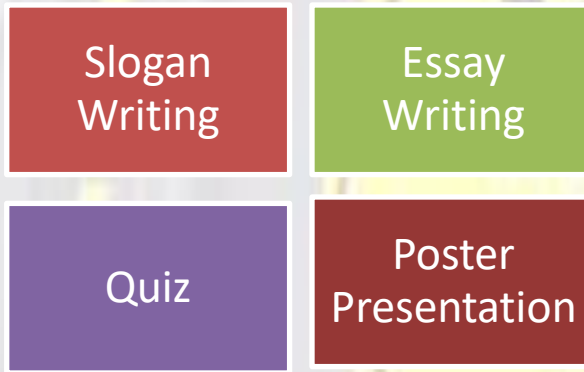 Slogan
Writing
Essay
Writing
Quiz
Poster
Presentation